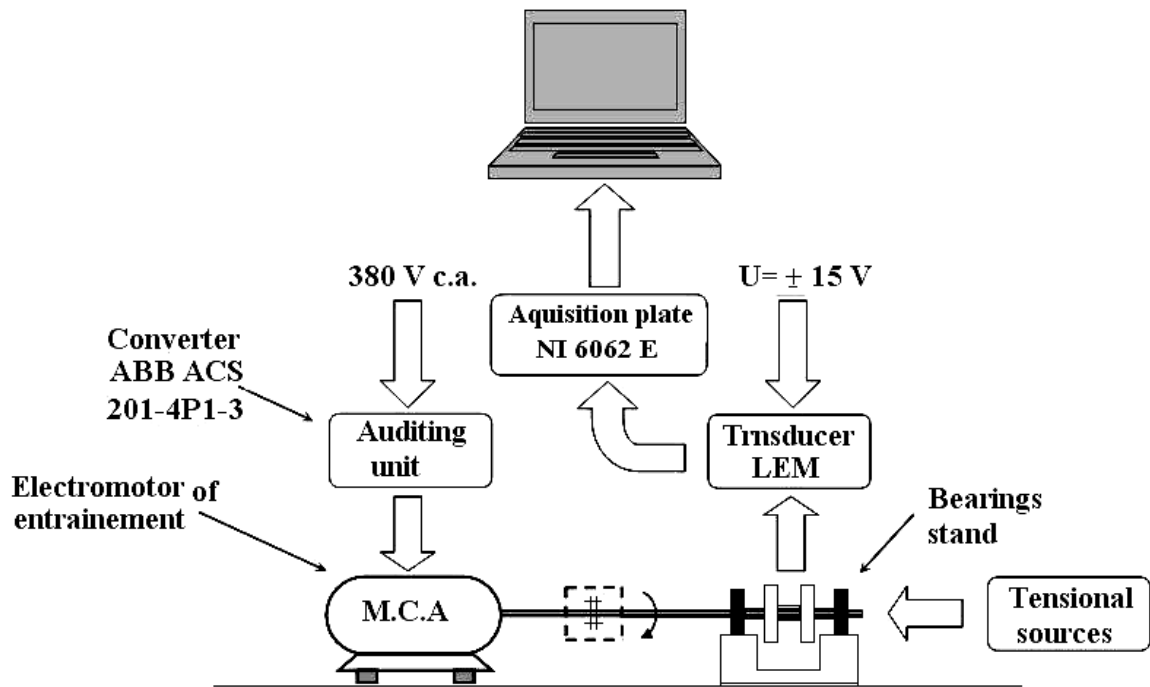 380 V c.a.
U= ± 15 V
Aquisition plate
NI 6062 E
Converter
ABB ACS
201-4P1-3
Auditing
unit
Trnsducer
LEM
Electromotor of
entrainement
Bearings
stand
M.C.A
Tensional
sources